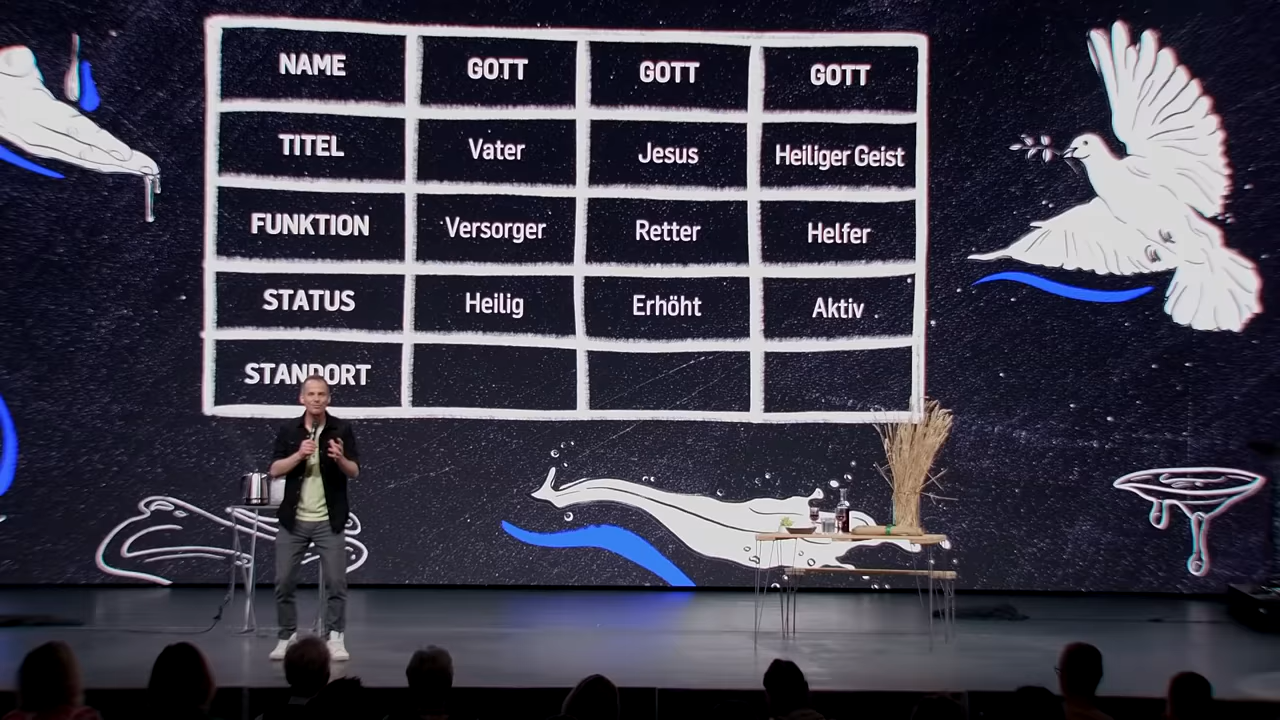 NAME GOTT GOTT GOTT
TITEL Vater Jesus Heiliger Geist
FUNKTION Versorger Retter Helfer
STATUS Heilig Erhöht Aktiv
STANDORT